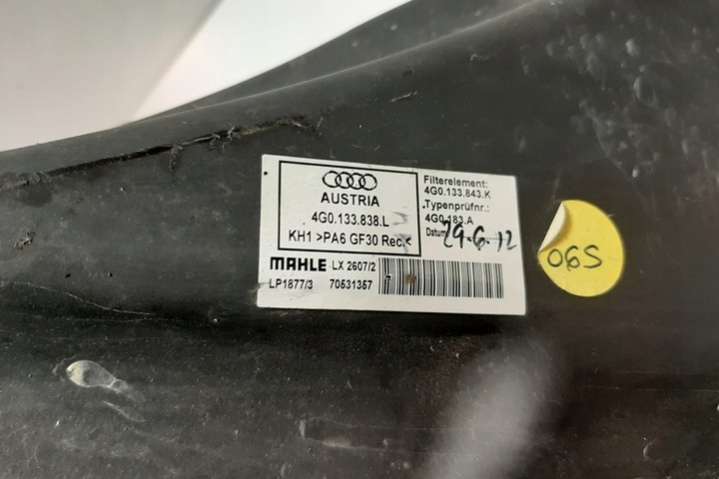 AUSTRIA
4G0.133.838.L
KH1 >PA6 GF30 Rec.<
Filterelement:
4G0.133.843.K
Typenprüfnr.:
4G0.183.A
Datum 29.6.12
MAHLE LX 2607/2
LP1877/3 70531357
06S